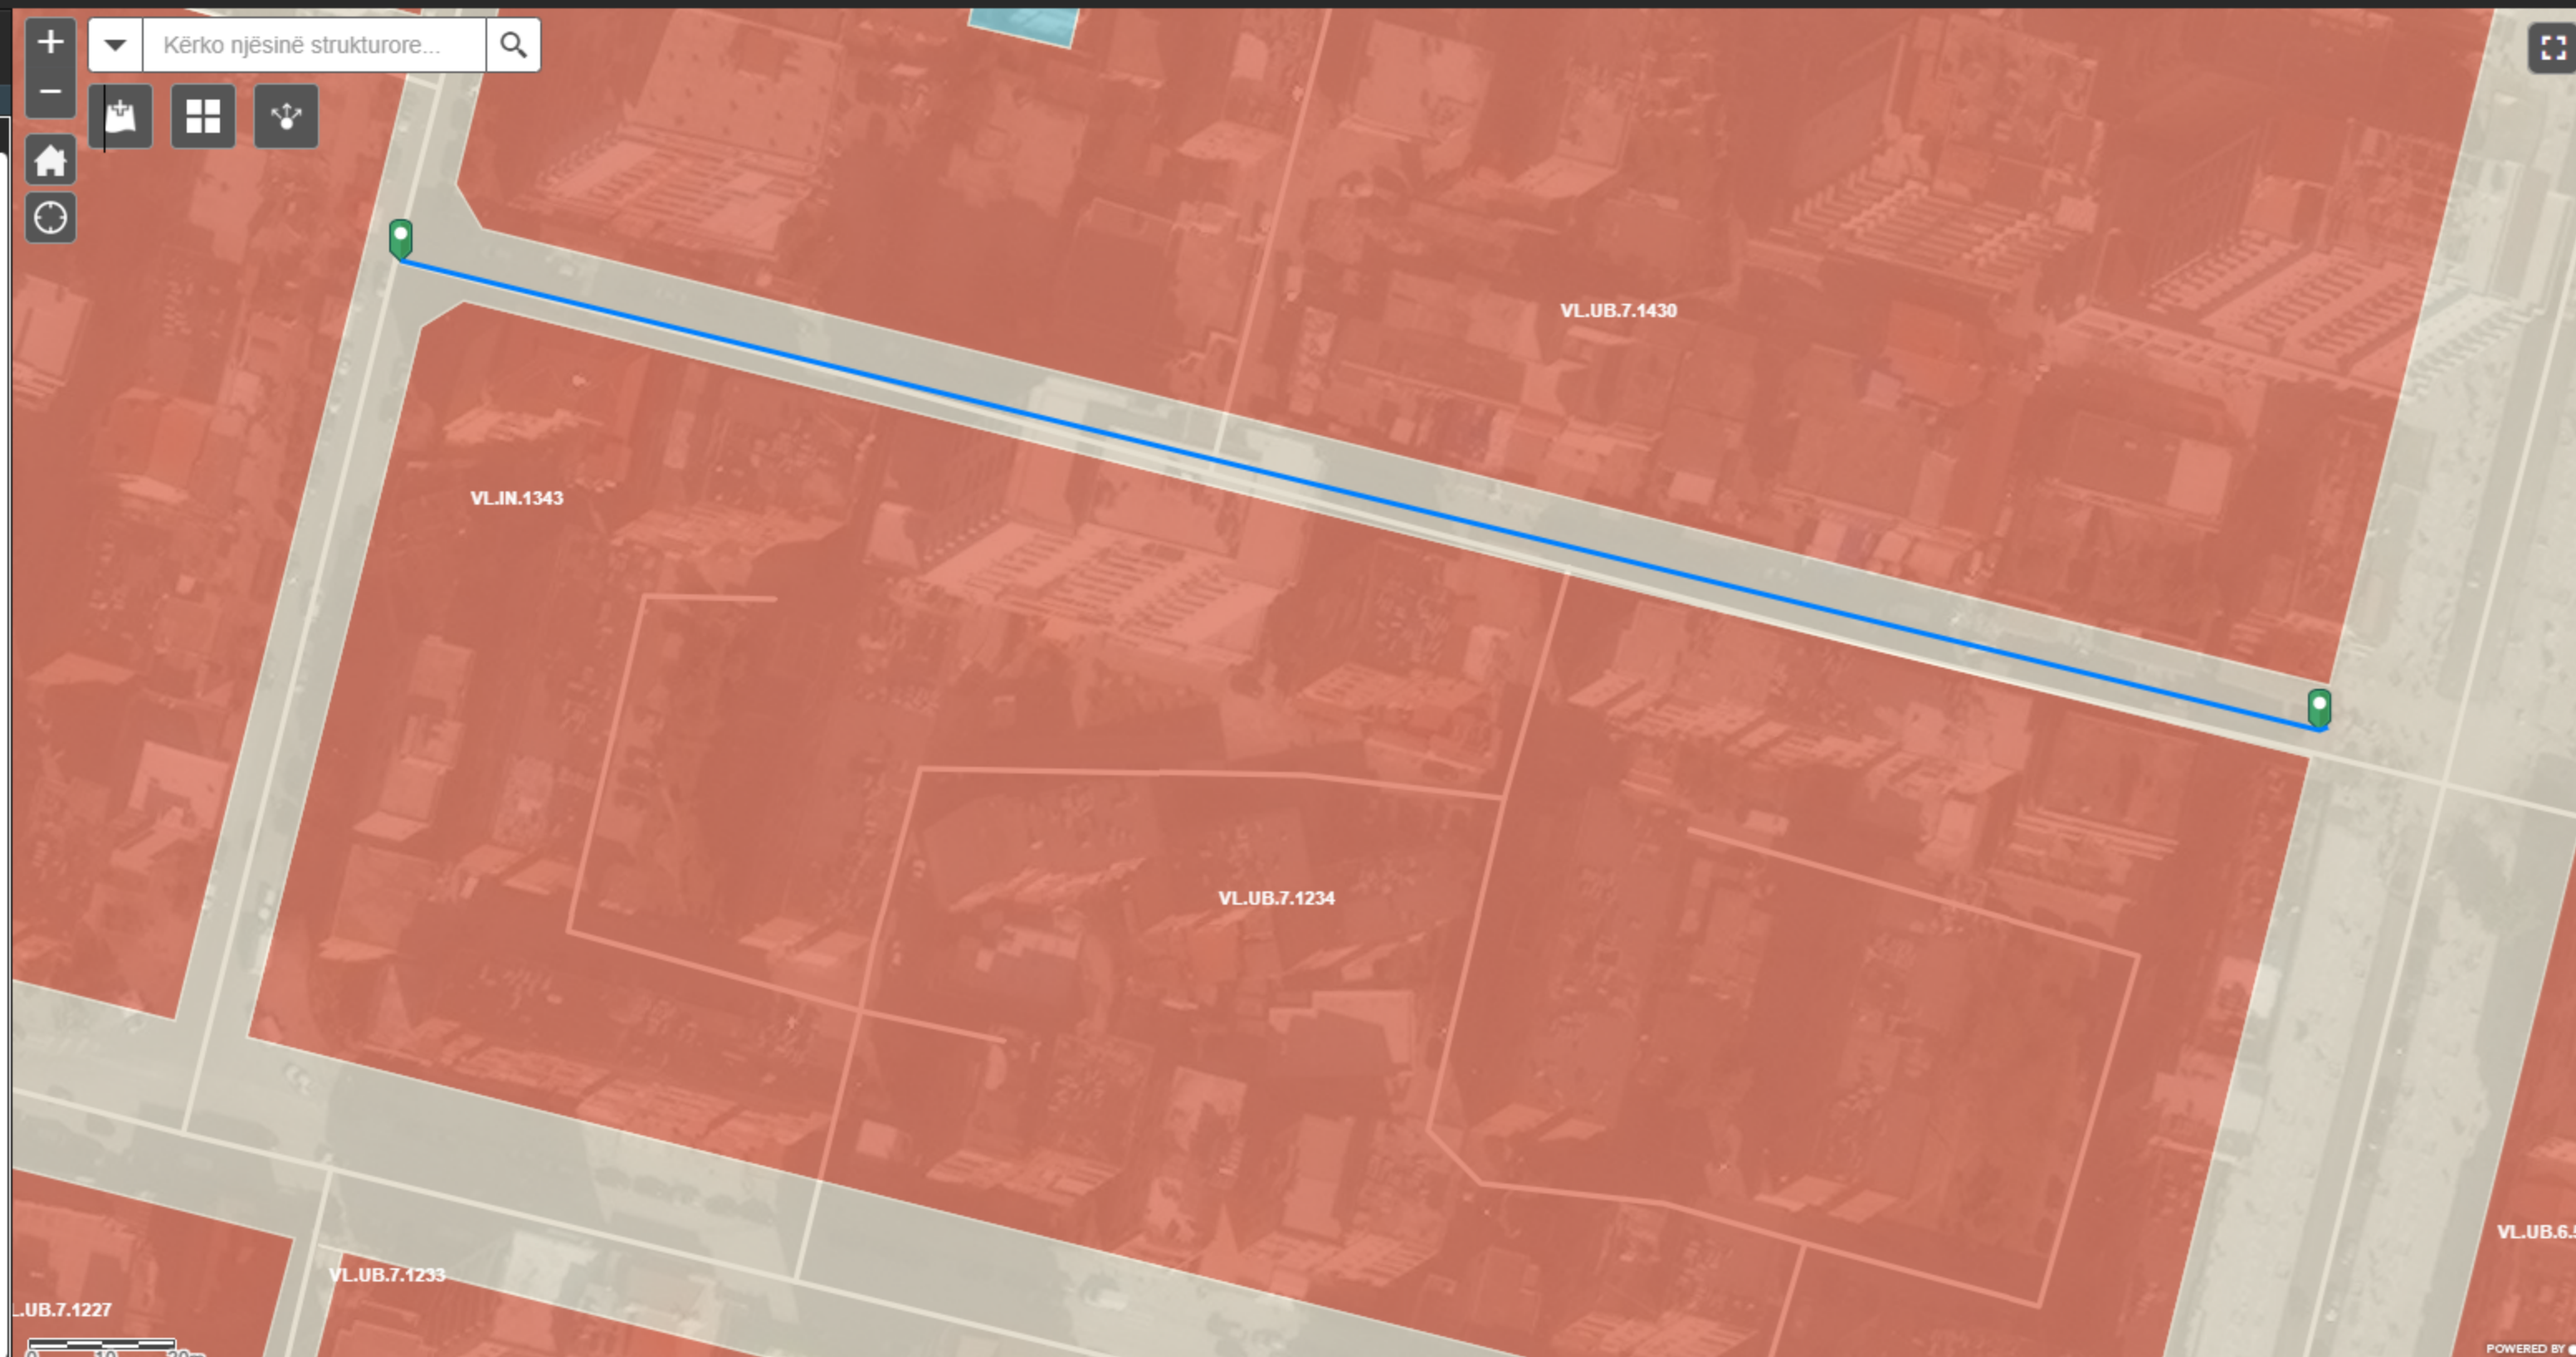 Kërko njësinë strukturore...
VL.UB.7.1430
VL.IN.1343
VL.UB.7.1234
VL.UB.6.
VL.UB.7.1233
.UB.7.1227
POWERED BY